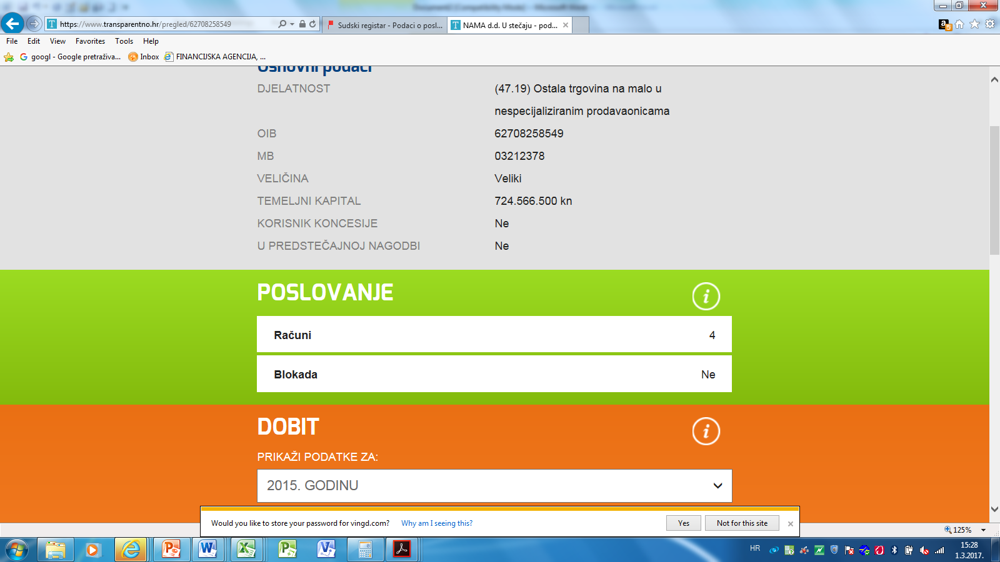 https://www.transparentno.hr/pregled/62708258549
Sudski registar - Podaci o posl...
NAMA d.d. U stečaju - pod...
File Edit View Favorites Tools Help
googl - Google pretraživa...
Inbox
FINANCIJSKA AGENCIJA, ...
Osnovni podaci
DJELATNOST (47.19) Ostala trgovina na malo u
nespecijaliziranim prodavaonicama
OIB 62708258549
MB 03212378
VELIČINA Veliki
TEMELJNI KAPITAL 724.566.500 kn
KORISNIK KONCESIJE Ne
U PREDSTEČAJNOJ NAGODBI Ne
POSLOVANJE
Računi 4
Blokada Ne
DOBIT
PRIKAŽI PODATKE ZA:
2015. GODINU
Would you like to store your password for vingd.com? Why am I seeing this? Yes Not for this site
125%
HR
15:28
1.3.2017.